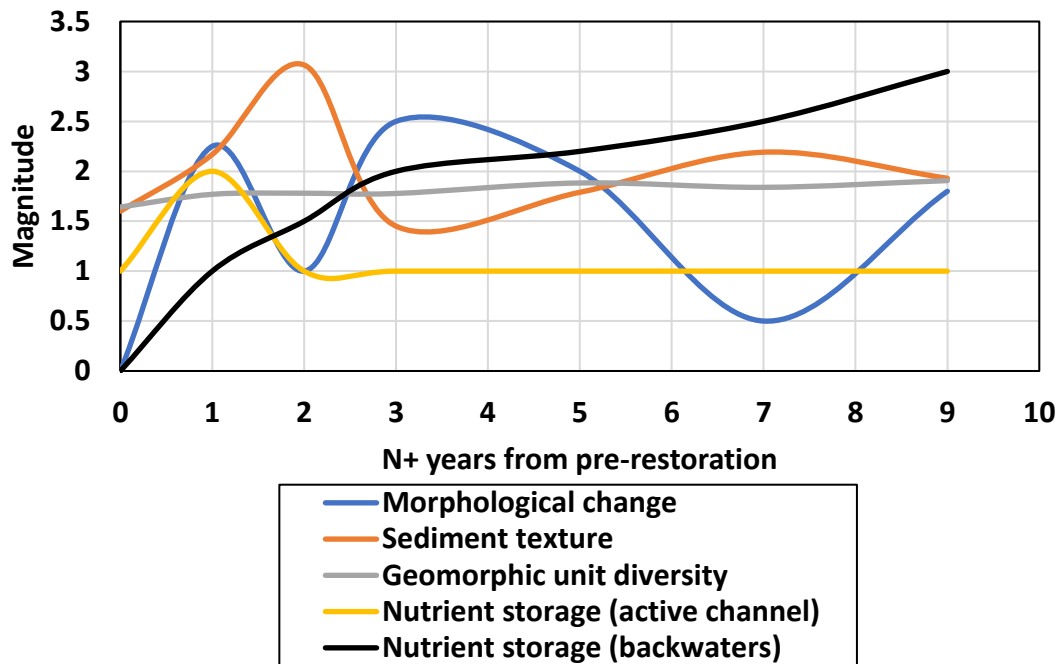 3.5
3
2.5
2
1.5
1
0.5
0
Magnitude
0 1 2 3 4 5 6 7 8 9 10
N+ years from pre-restoration
Morphological change
Sediment texture
Geomorphic unit diversity
Nutrient storage (active channel)
Nutrient storage (backwaters)